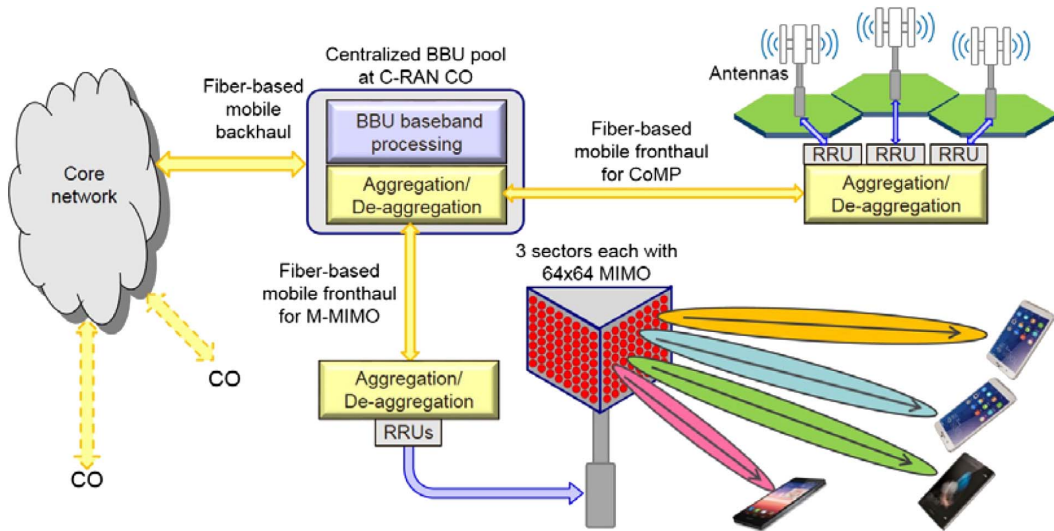 Centralized BBU pool
at C-RAN CO
Fiber-based
mobile
backhaul
BBU baseband
processing
Aggregation/
De-aggregation
Core
network
Fiber-based
mobile fronthaul
for CoMP
Antennas
RRU
RRU
RRU
Aggregation/
De-aggregation
Fiber-based
mobile fronthaul
for M-MIMO
3 sectors each with
64x64 MIMO
CO
CO
Aggregation/
De-aggregation
RRUs